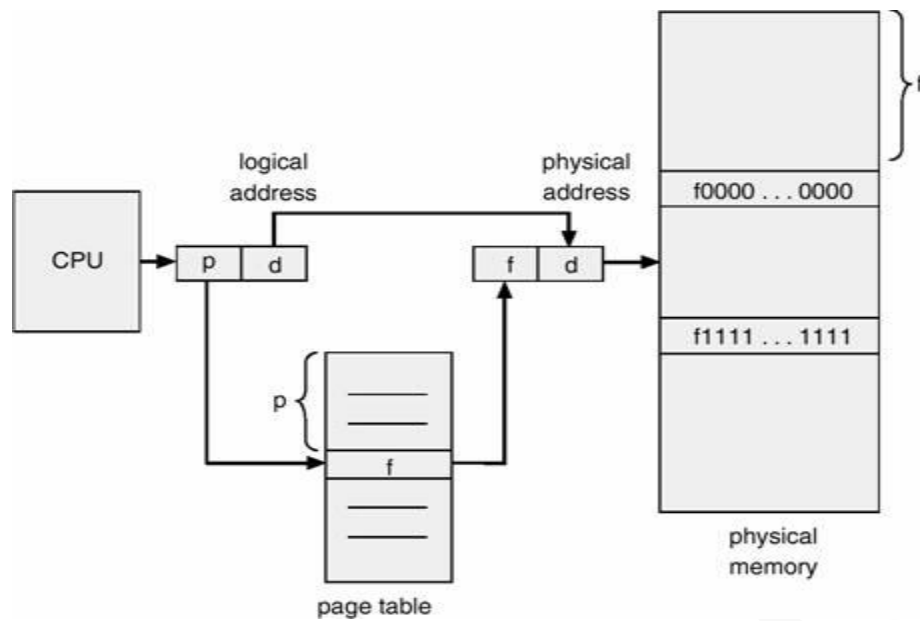 f
logical
address
physical
address
f0000 . . . 0000
CPU
p
d
f
d
f1111 . . . 1111
p
f
physical
memory
page table